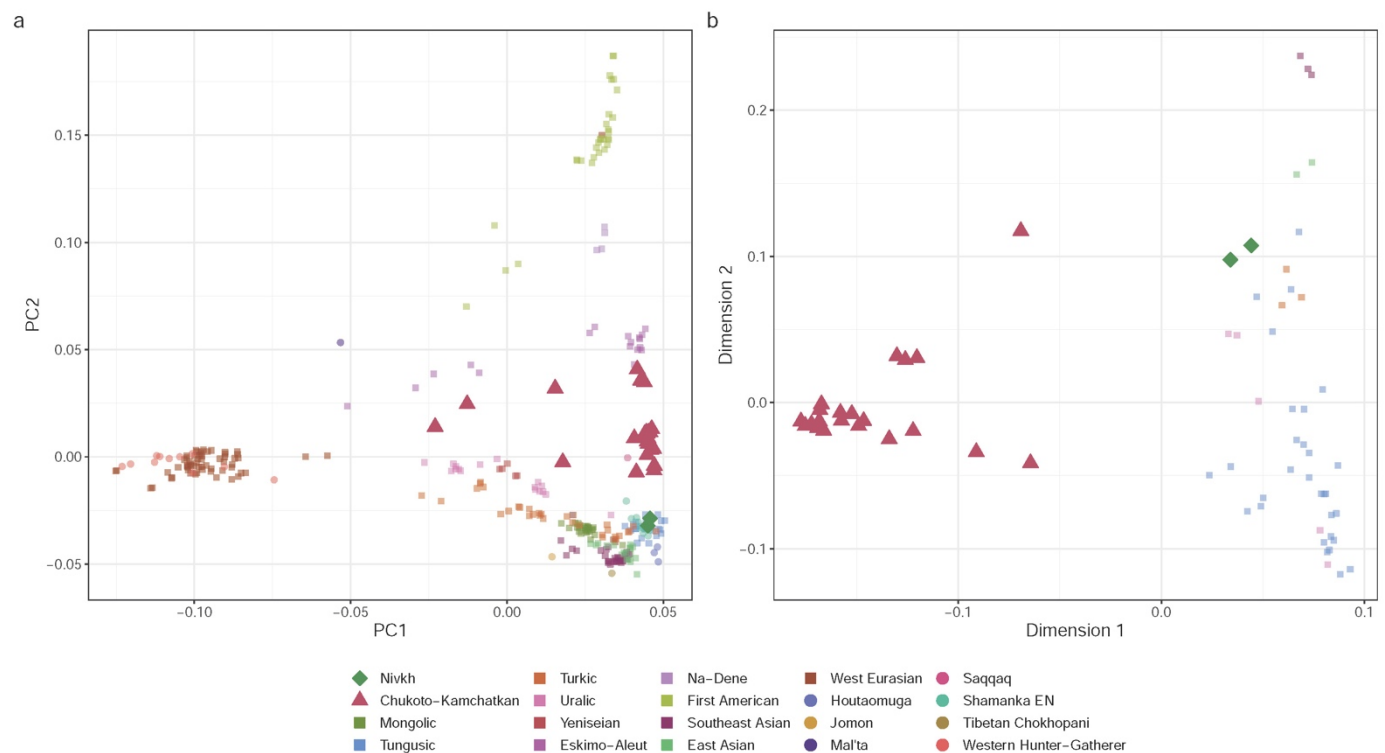 a
b
0.15
0.10
0.05
0.00
−0.05
PC2
−0.10
−0.05
0.00
0.05
PC1
0.2
0.1
0.0
−0.1
Dimension 2
−0.1
0.0
0.1
Dimension 1
Nivkh
Chukoto−Kamchatkan
Mongolic
Tungusic
Turkic
Uralic
Yeniseian
Eskimo−Aleut
Na−Dene
First American
Southeast Asian
East Asian
West Eurasian
Houtaomuga
Jomon
Mal'ta
Saqqaq
Shamanka EN
Tibetan Chokhopani
Western Hunter−Gatherer